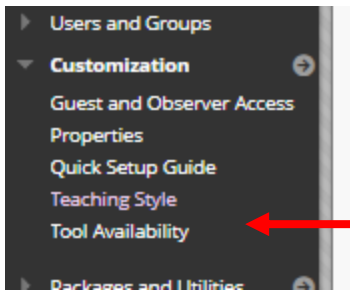 Users and Groups
Customization
Guest and Observer Access
Properties
Quick Setup Guide
Teaching Style
Tool Availability
Packages and Utilities